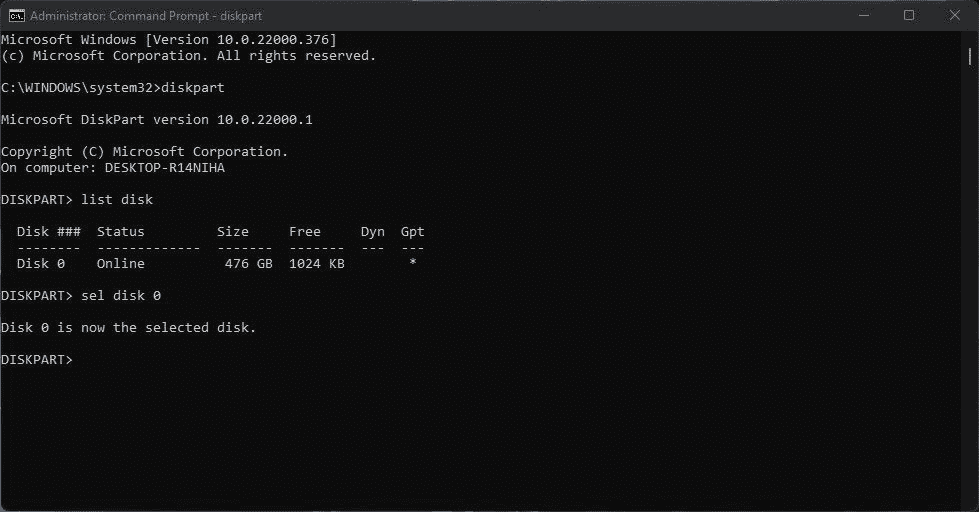 Administrator: Command Prompt - diskpart
Microsoft Windows [Version 10.0.22000.376]
(c) Microsoft Corporation. All rights reserved.
C:\WINDOWS\system32>diskpart
Microsoft DiskPart version 10.0.22000.1
Copyright (C) Microsoft Corporation.
On computer: DESKTOP-R14NIHA
DISKPART> list disk
  Disk ###  Status         Size     Free     Dyn  Gpt
  --------  -------------  -------  -------  ---  ---
  Disk 0    Online          476 GB  1024 KB        *
DISKPART> sel disk 0
Disk 0 is now the selected disk.
DISKPART>